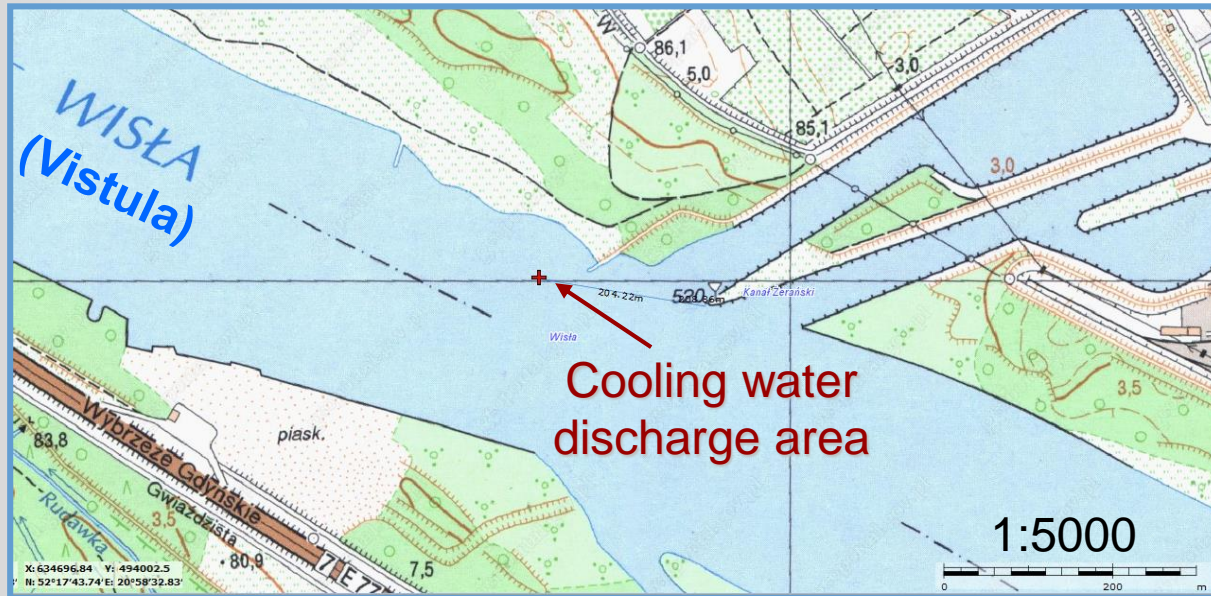 WISŁA
(Vistula)
W
86,1
5,0
3,0
85,1
3,0
520
204.22m
Kanał Żerański
Wisła
Cooling water
discharge area
3,5
piask.
Wybrzeże Gdyńskie
Gwiaździsta
83,8
Rudawka
3,5
80,9
7
E 77
7,5
1:5000
0 200 m
X: 634696.84 Y: 494002.5
N: 52°17'43.74' E: 20°58'32.83'